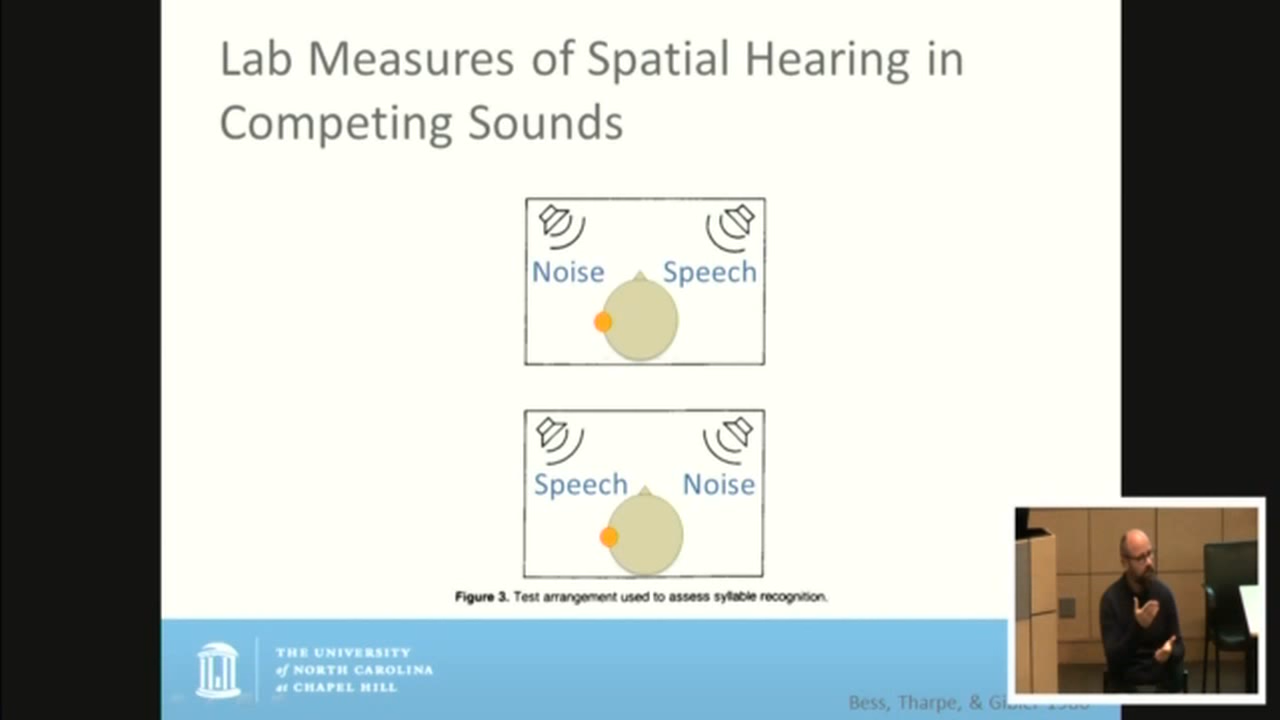 Lab Measures of Spatial Hearing in
Competing Sounds
Noise Speech
Speech Noise
Figure 3. Test arrangement used to assess syllable recognition.
THE UNIVERSITY
of NORTH CAROLINA
at CHAPEL HILL
Bess, Tharpe, &